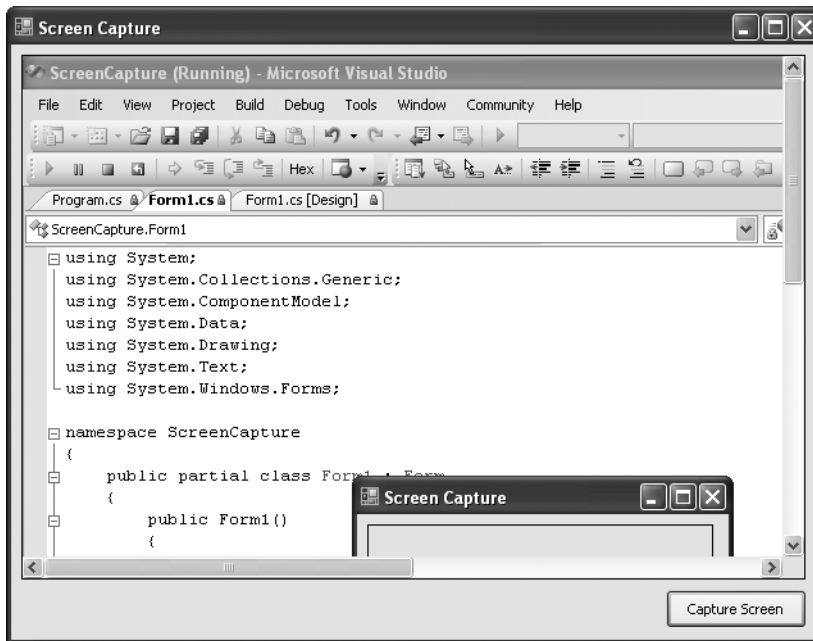 Screen Capture
ScreenCapture (Running) - Microsoft Visual Studio
File Edit View Project Build Debug Tools Window Community Help
Hex
Program.cs Form1.cs Form1.cs [Design]
ScreenCapture.Form1
using System;
using System.Collections.Generic;
using System.ComponentModel;
using System.Data;
using System.Drawing;
using System.Text;
using System.Windows.Forms;
namespace ScreenCapture
{
public partial class Form1 : Form
{
Screen Capture
public Form1()
{
Capture Screen